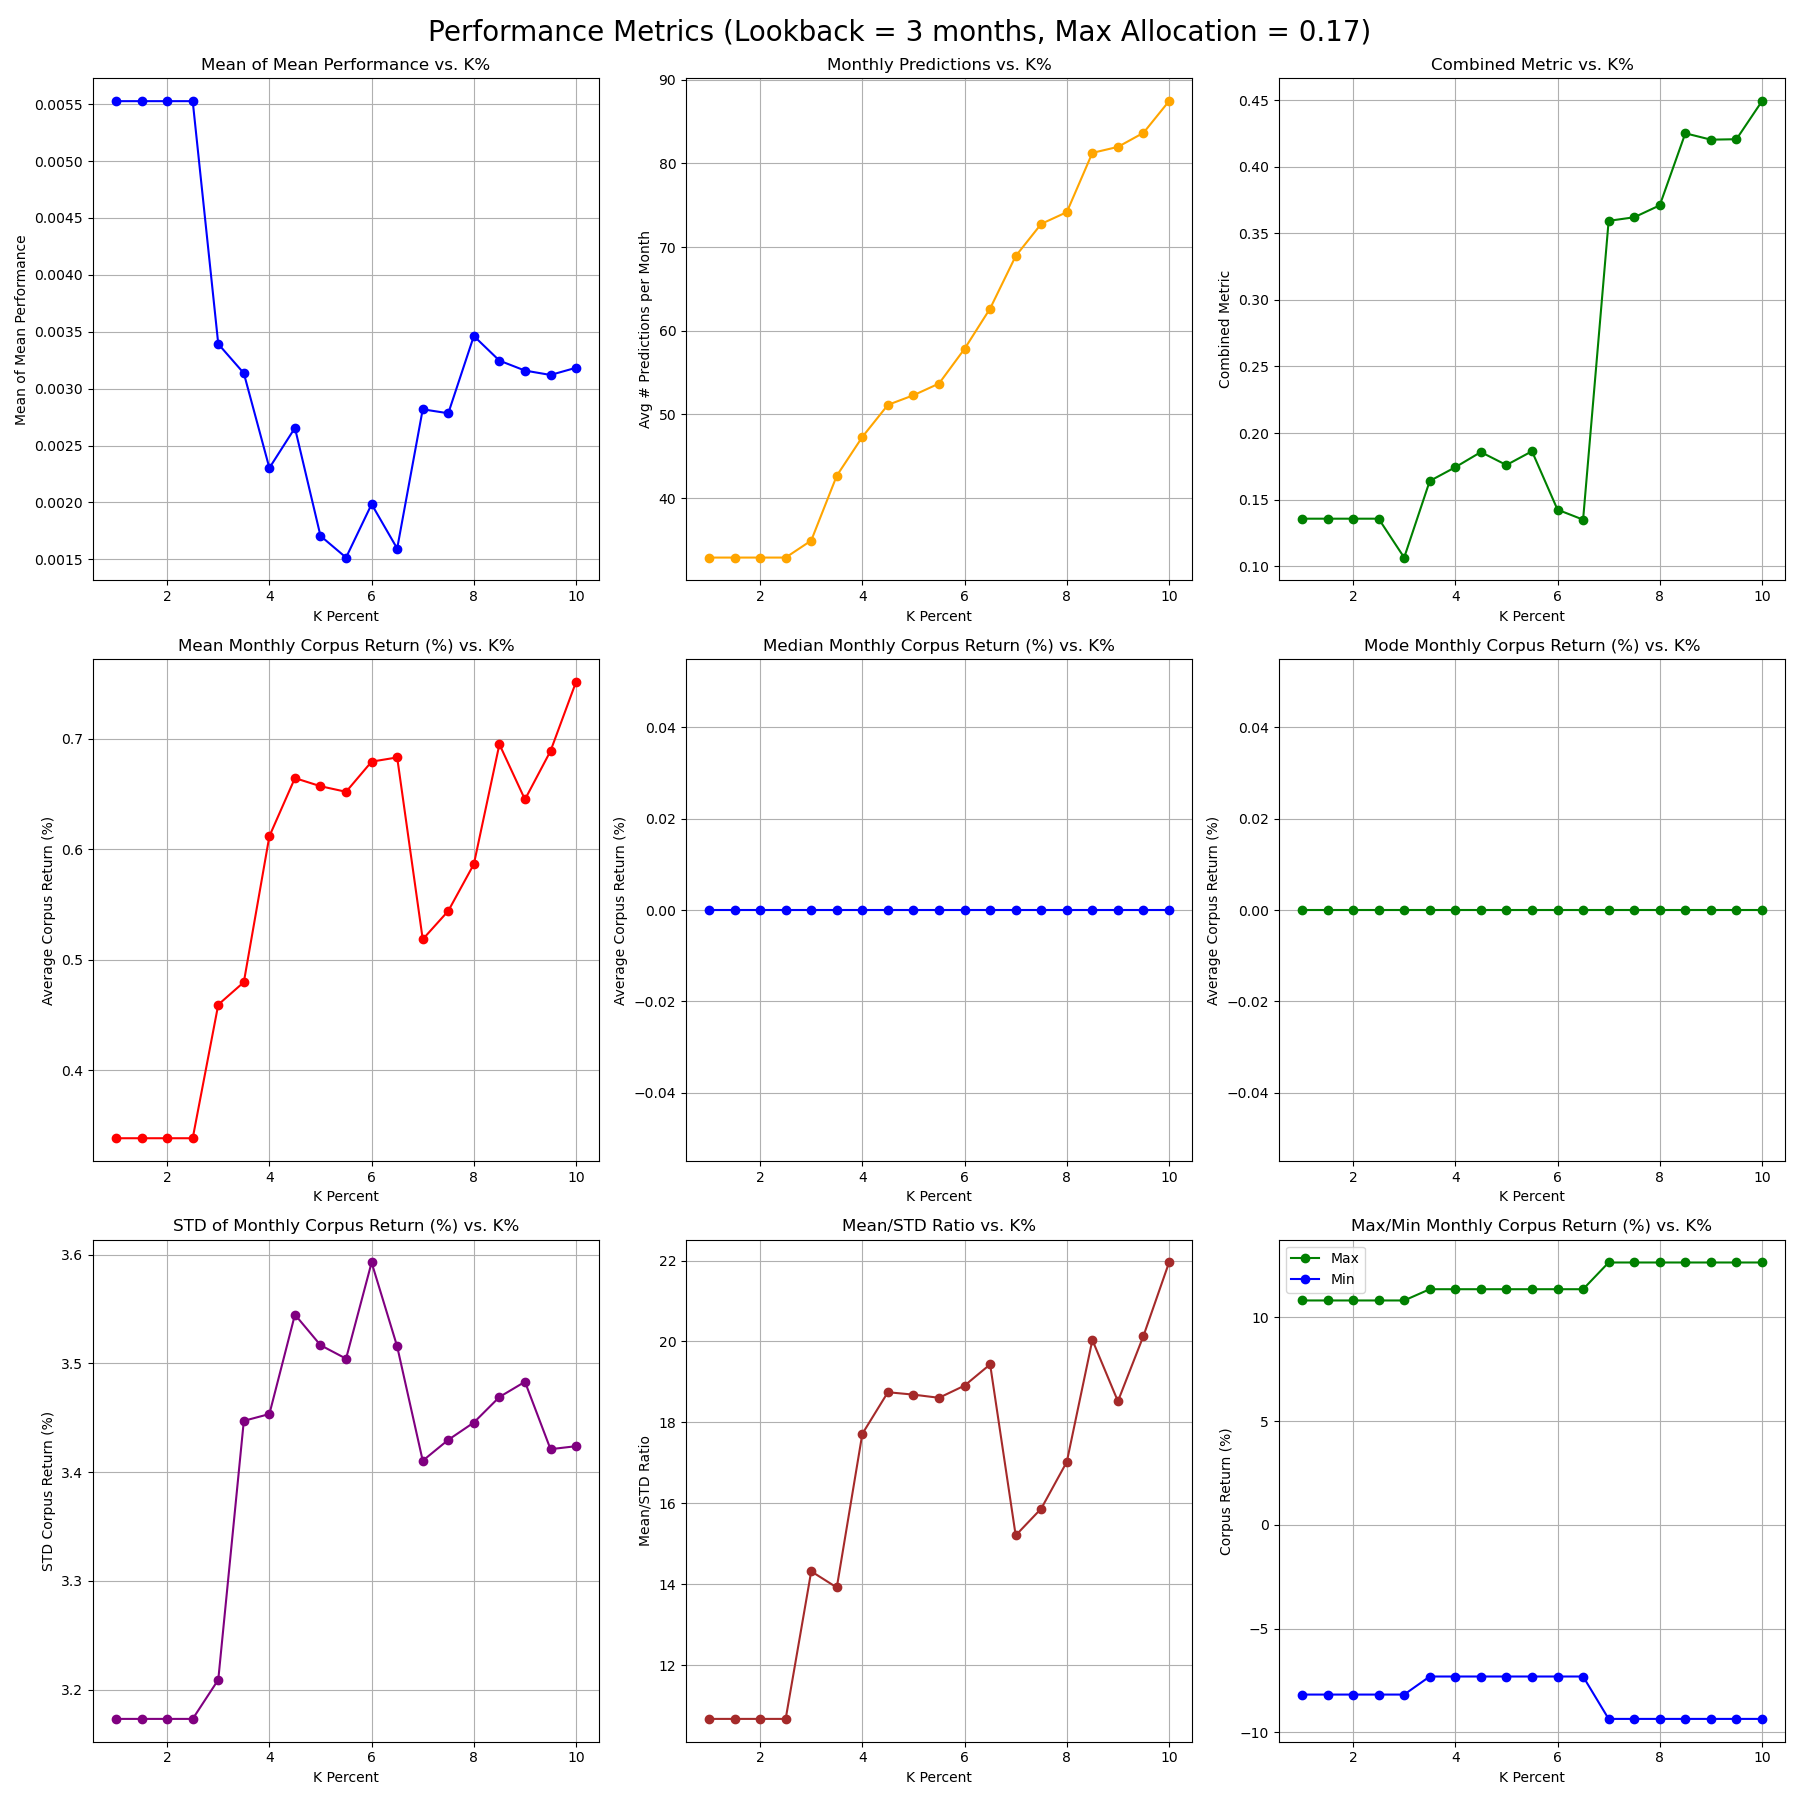 Performance Metrics (Lookback = 3 months, Max Allocation = 0.17)
Mean of Mean Performance vs. K%
Mean of Mean Performance
0.0055
0.0050
0.0045
0.0040
0.0035
0.0030
0.0025
0.0020
0.0015
2 4 6 8 10
K Percent
Monthly Predictions vs. K%
Avg # Predictions per Month
90
80
70
60
50
40
2 4 6 8 10
K Percent
Combined Metric vs. K%
Combined Metric
0.45
0.40
0.35
0.30
0.25
0.20
0.15
0.10
2 4 6 8 10
K Percent
Mean Monthly Corpus Return (%) vs. K%
Average Corpus Return (%)
0.7
0.6
0.5
0.4
2 4 6 8 10
K Percent
Median Monthly Corpus Return (%) vs. K%
Average Corpus Return (%)
0.04
0.02
0.00
−0.02
−0.04
2 4 6 8 10
K Percent
Mode Monthly Corpus Return (%) vs. K%
Average Corpus Return (%)
0.04
0.02
0.00
−0.02
−0.04
2 4 6 8 10
K Percent
STD of Monthly Corpus Return (%) vs. K%
STD Corpus Return (%)
3.6
3.5
3.4
3.3
3.2
2 4 6 8 10
K Percent
Mean/STD Ratio vs. K%
Mean/STD Ratio
22
20
18
16
14
12
2 4 6 8 10
K Percent
Max/Min Monthly Corpus Return (%) vs. K%
Max
Min
Corpus Return (%)
10
5
0
−5
−10
2 4 6 8 10
K Percent